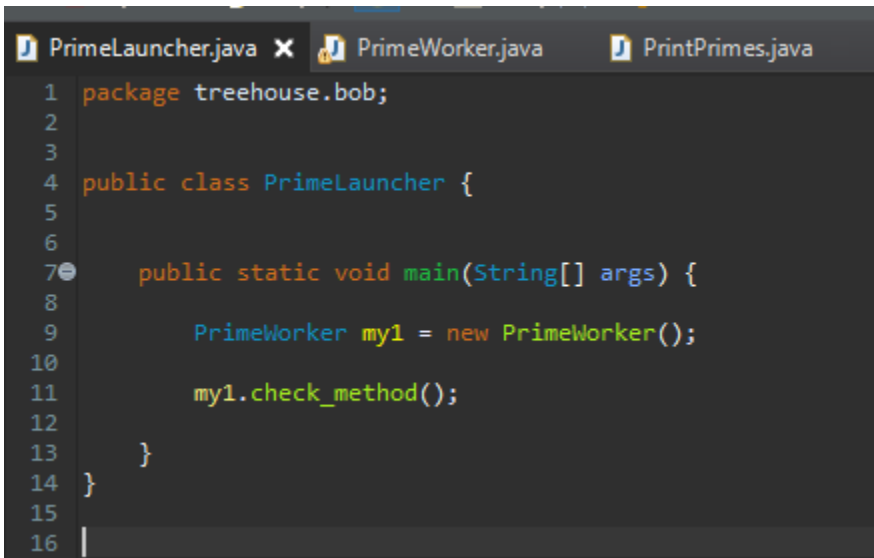 PrimeLauncher.java PrimeWorker.java PrintPrimes.java
1 package treehouse.bob;
2
3
4 public class PrimeLauncher {
5
6
7 public static void main(String[] args) {
8
9 PrimeWorker my1 = new PrimeWorker();
10
11 my1.check_method();
12
13 }
14 }
15
16